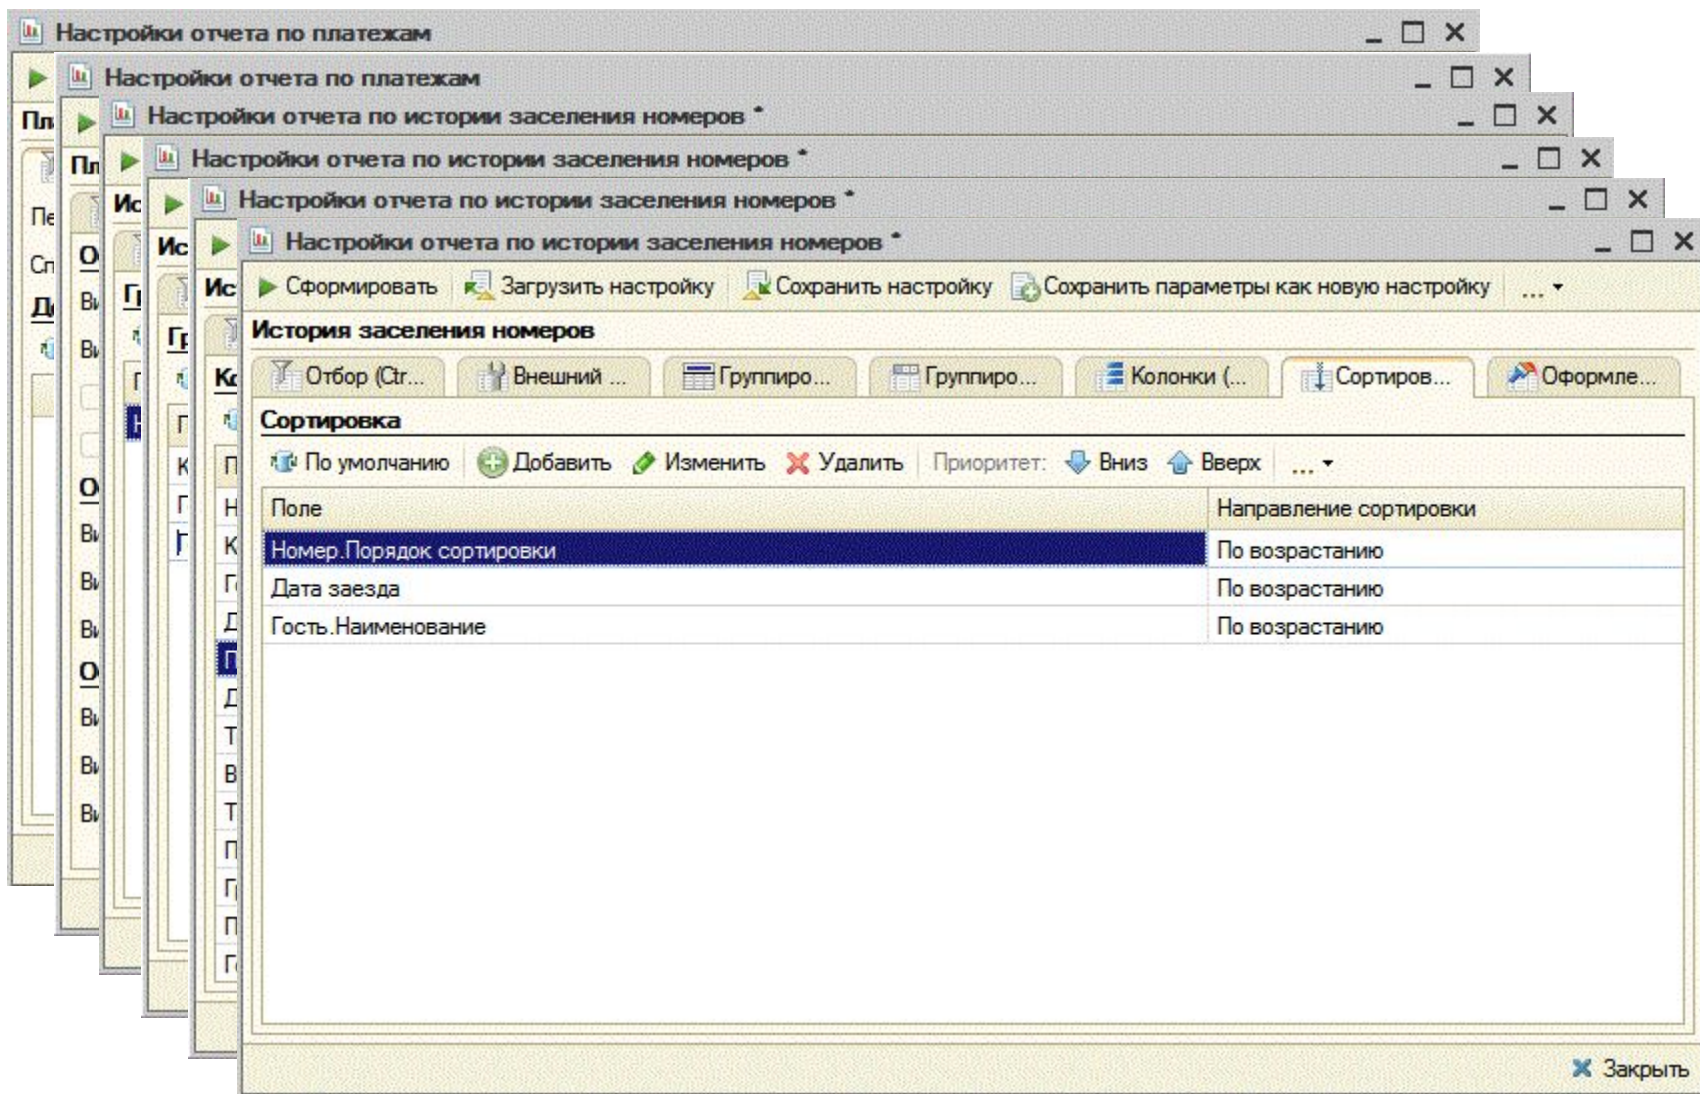 Настройки отчета по платежам
Настройки отчета по платежам
Настройки отчета по истории заселения номеров *
Настройки отчета по истории заселения номеров *
Настройки отчета по истории заселения номеров *
Настройки отчета по истории заселения номеров *
Сформировать Загрузить настройку Сохранить настройку Сохранить параметры как новую настройку ...
История заселения номеров
Отбор (Ctr... Внешний ... Группиро... Группиро... Колонки (... Сортиров... Оформле...
Сортировка
По умолчанию Добавить Изменить Удалить Приоритет: Вниз Вверх ...
Поле Направление сортировки
Номер.Порядок сортировки По возрастанию
Дата заезда По возрастанию
Гость.Наименование По возрастанию
Закрыть